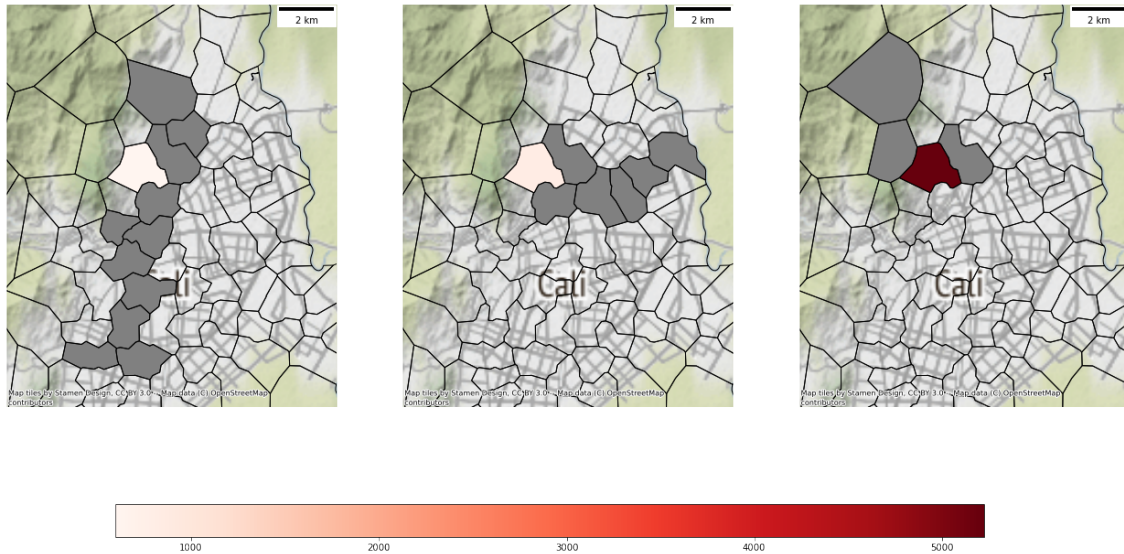 2 km
2 km
2 km
Cali
Cali
Cali
Map tiles by Stamen Design, CC BY 3.0 -- Map data (C) OpenStreetMap
contributors
Map tiles by Stamen Design, CC BY 3.0 -- Map data (C) OpenStreetMap
contributors
Map tiles by Stamen Design, CC BY 3.0 -- Map data (C) OpenStreetMap
contributors
1000 2000 3000 4000 5000